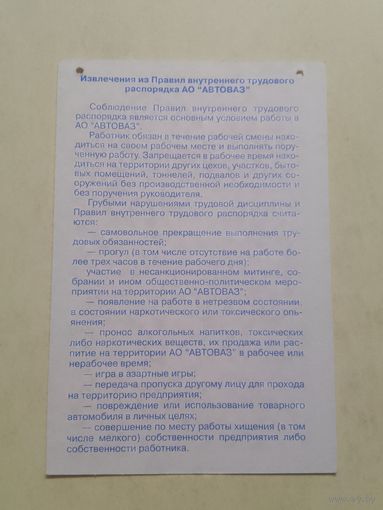 Извлечения из Правил внутреннего трудового
распорядка АО "АВТОВАЗ"
Соблюдение Правил внутреннего трудового
распорядка является основным условием работы в
АО "АВТОВАЗ".
Работник обязан в течение рабочей смены нахо-
диться на своем рабочем месте и выполнять пору-
ченную работу. Запрещается в рабочее время нахо-
диться на территории других цехов, участков, быто-
вых помещений, тоннелей, подвалов и других со-
оружений без производственной необходимости и
без поручения руководителя.
Грубыми нарушениями трудовой дисциплины и
Правил внутреннего трудового распорядка счита-
ются:
— самовольное прекращение выполнения тру-
довых обязанностей;
— прогул (в том числе отсутствие на работе бо-
лее трех часов в течение рабочего дня);
участие в несанкционированном митинге, со-
брании и ином общественно-политическом меро-
приятии на территории АО "АВТОВАЗ";
— появление на работе в нетрезвом состоянии,
в состоянии наркотического или токсического опь-
янения;
— пронос алкогольных напитков, токсических
либо наркотических веществ, их продажа или рас-
питие на территории АО "АВТОВАЗ" в рабочее или
нерабочее время;
— игра в азартные игры;
— передача пропуска другому лицу для прохода
на территорию предприятия;
— повреждение или использование товарного
автомобиля в личных целях;
— совершение по месту работы хищения (в том
числе мелкого) собственности предприятия либо
собственности работника.
ay.by